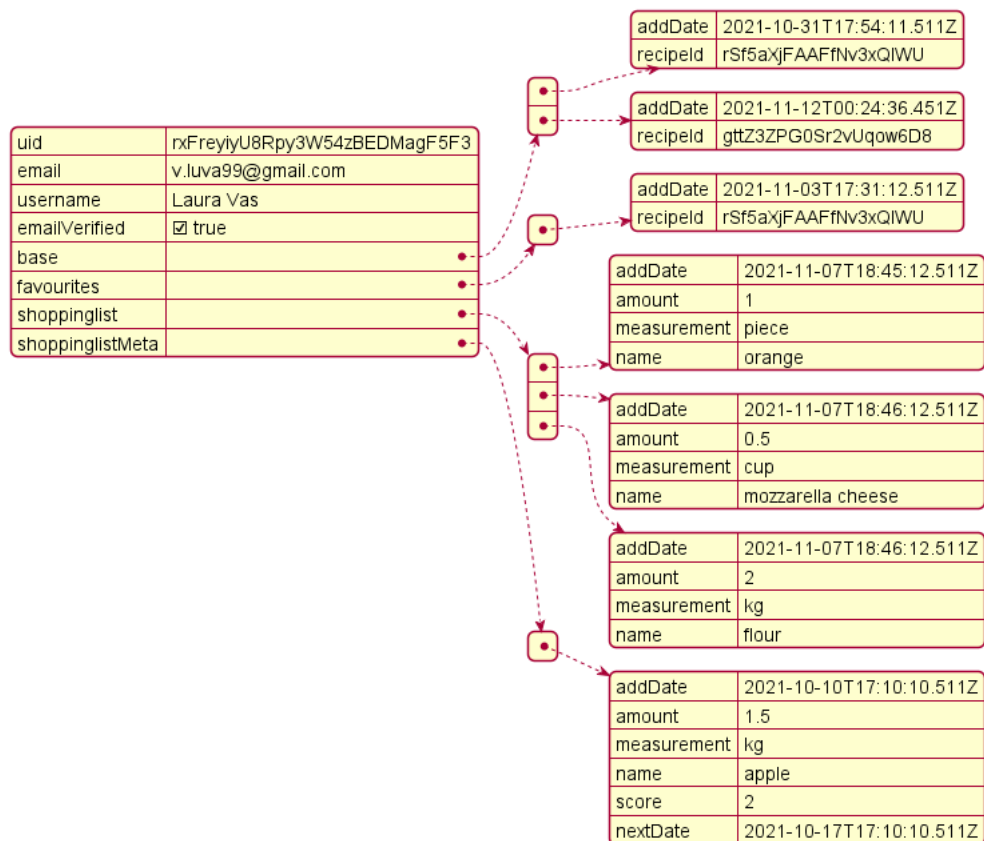 addDate 2021-10-31T17:54:11.511Z
recipeId rSf5aXjFAAFfNv3xQIWU
addDate 2021-11-12T00:24:36.451Z
recipeId gttZ3ZPG0Sr2vUqow6D8
uid rxFreyiyU8Rpy3W54zBEDMagF5F3
email v.luva99@gmail.com
username Laura Vas
emailVerified ☑ true
base
favourites
shoppinglist
shoppinglistMeta
addDate 2021-11-03T17:31:12.511Z
recipeId rSf5aXjFAAFfNv3xQIWU
addDate 2021-11-07T18:45:12.511Z
amount 1
measurement piece
name orange
addDate 2021-11-07T18:46:12.511Z
amount 0.5
measurement cup
name mozzarella cheese
addDate 2021-11-07T18:46:12.511Z
amount 2
measurement kg
name flour
addDate 2021-10-10T17:10:10.511Z
amount 1.5
measurement kg
name apple
score 2
nextDate 2021-10-17T17:10:10.511Z